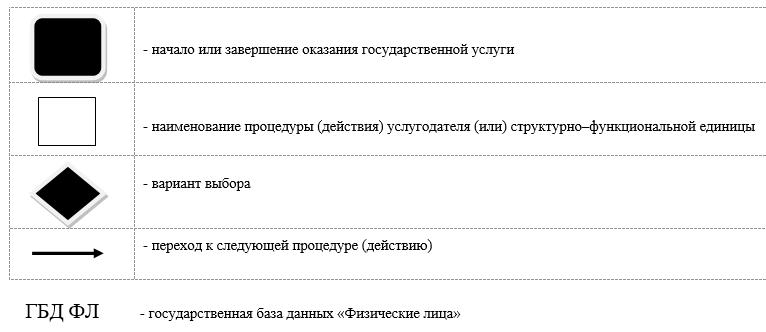 - начало или завершение оказания государственной услуги
- наименование процедуры (действия) услугодателя (или) структурно–функциональной единицы
- вариант выбора
- переход к следующей процедуре (действию)
ГБД ФЛ - государственная база данных «Физические лица»